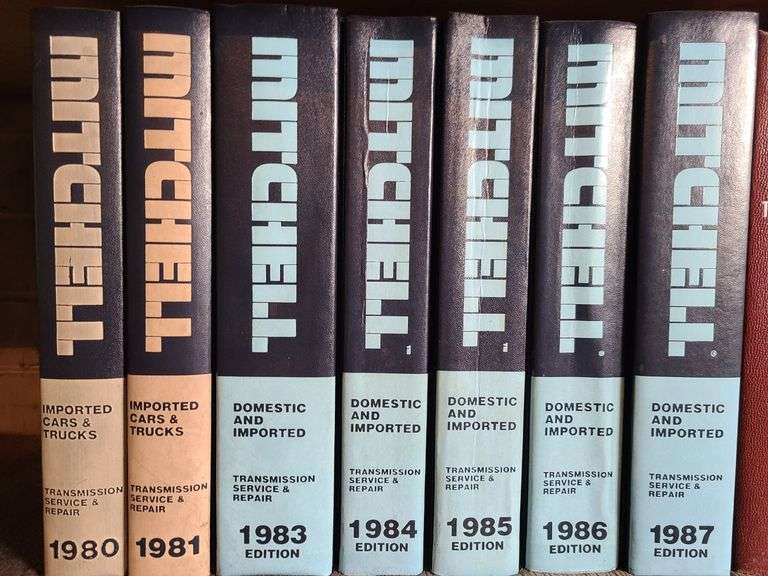 MITCHELL
IMPORTED
CARS &
TRUCKS
TRANSMISSION
SERVICE &
REPAIR
1980
MITCHELL
IMPORTED
CARS &
TRUCKS
TRANSMISSION
SERVICE &
REPAIR
1981
MITCHELL
DOMESTIC
AND
IMPORTED
TRANSMISSION
SERVICE &
REPAIR
1983
EDITION
MITCHELL
DOMESTIC
AND
IMPORTED
TRANSMISSION
SERVICE &
REPAIR
1984
EDITION
MITCHELL
DOMESTIC
AND
IMPORTED
TRANSMISSION
SERVICE &
REPAIR
1985
EDITION
MITCHELL
DOMESTIC
AND
IMPORTED
TRANSMISSION
SERVICE &
REPAIR
1986
EDITION
MITCHELL®
DOMESTIC
AND
IMPORTED
TRANSMISSION
SERVICE &
REPAIR
1987
EDITION
T